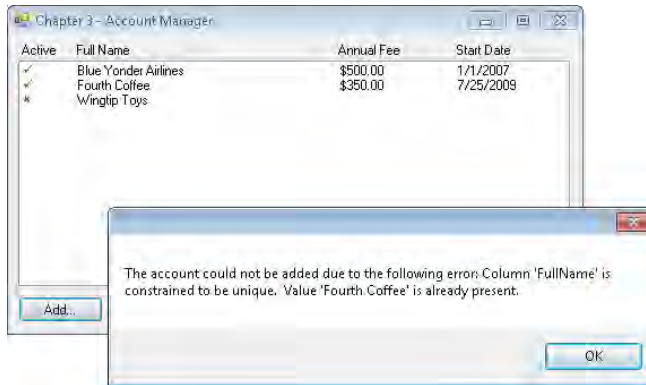 Chapter 3 - Account Manager
Active Full Name Annual Fee Start Date
Blue Yonder Airlines $500.00 1/1/2007
Fourth Coffee $350.00 7/25/2009
Wingtip Toys
The account could not be added due to the following error: Column 'FullName' is
constrained to be unique. Value 'Fourth Coffee' is already present.
Add...
OK